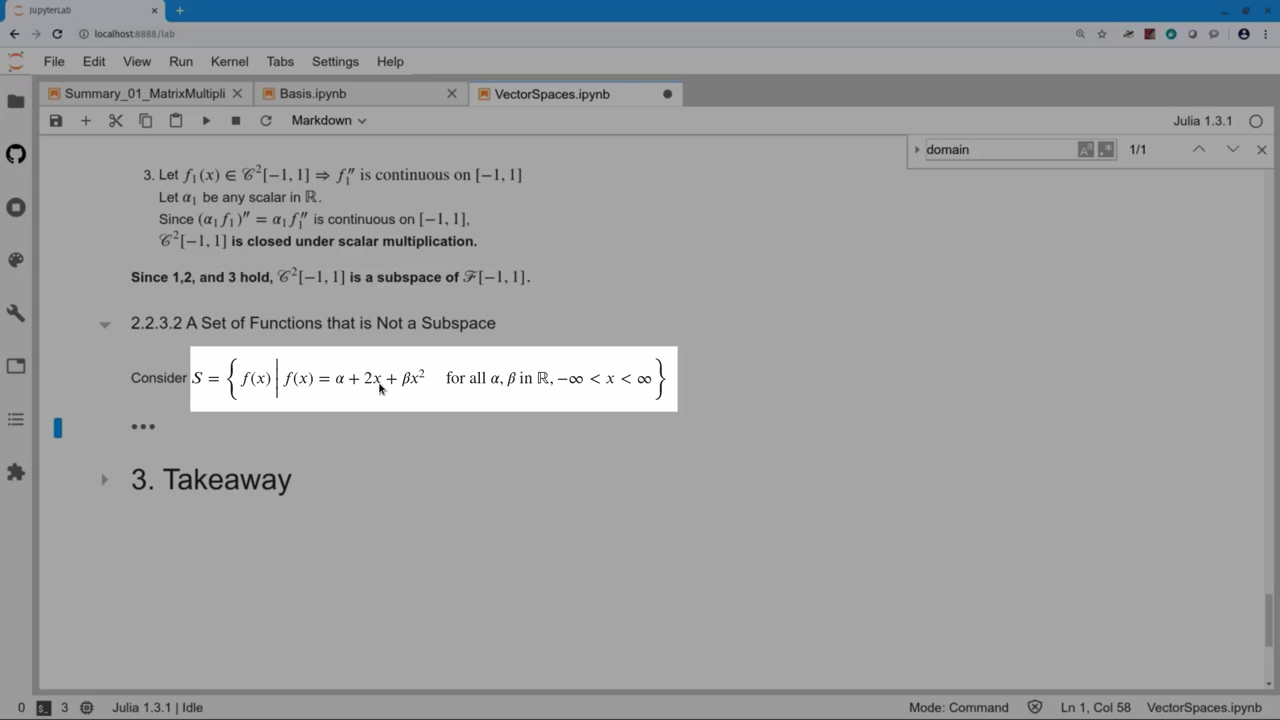 JupyterLab
localhost:8888/lab
File Edit View Run Kernel Tabs Settings Help
Summary_01_MatrixMultipli Basis.ipynb VectorSpaces.ipynb
Markdown Julia 1.3.1
domain 1/1
3. Let f₁(x) ∈ 𝒞²[−1, 1] ⇒ f₁″ is continuous on [−1, 1]
Let α₁ be any scalar in ℝ.
Since (α₁f₁)″ = α₁f₁″ is continuous on [−1, 1],
𝒞²[−1, 1] is closed under scalar multiplication.
Since 1,2, and 3 hold, 𝒞²[−1, 1] is a subspace of ℱ[−1, 1].
2.2.3.2 A Set of Functions that is Not a Subspace
Consider S = { f(x) | f(x) = α + 2x + βx² for all α, β in ℝ, −∞ < x < ∞ }
•••
3. Takeaway
0 3 Julia 1.3.1 | Idle Mode: Command Ln 1, Col 58 VectorSpaces.ipynb